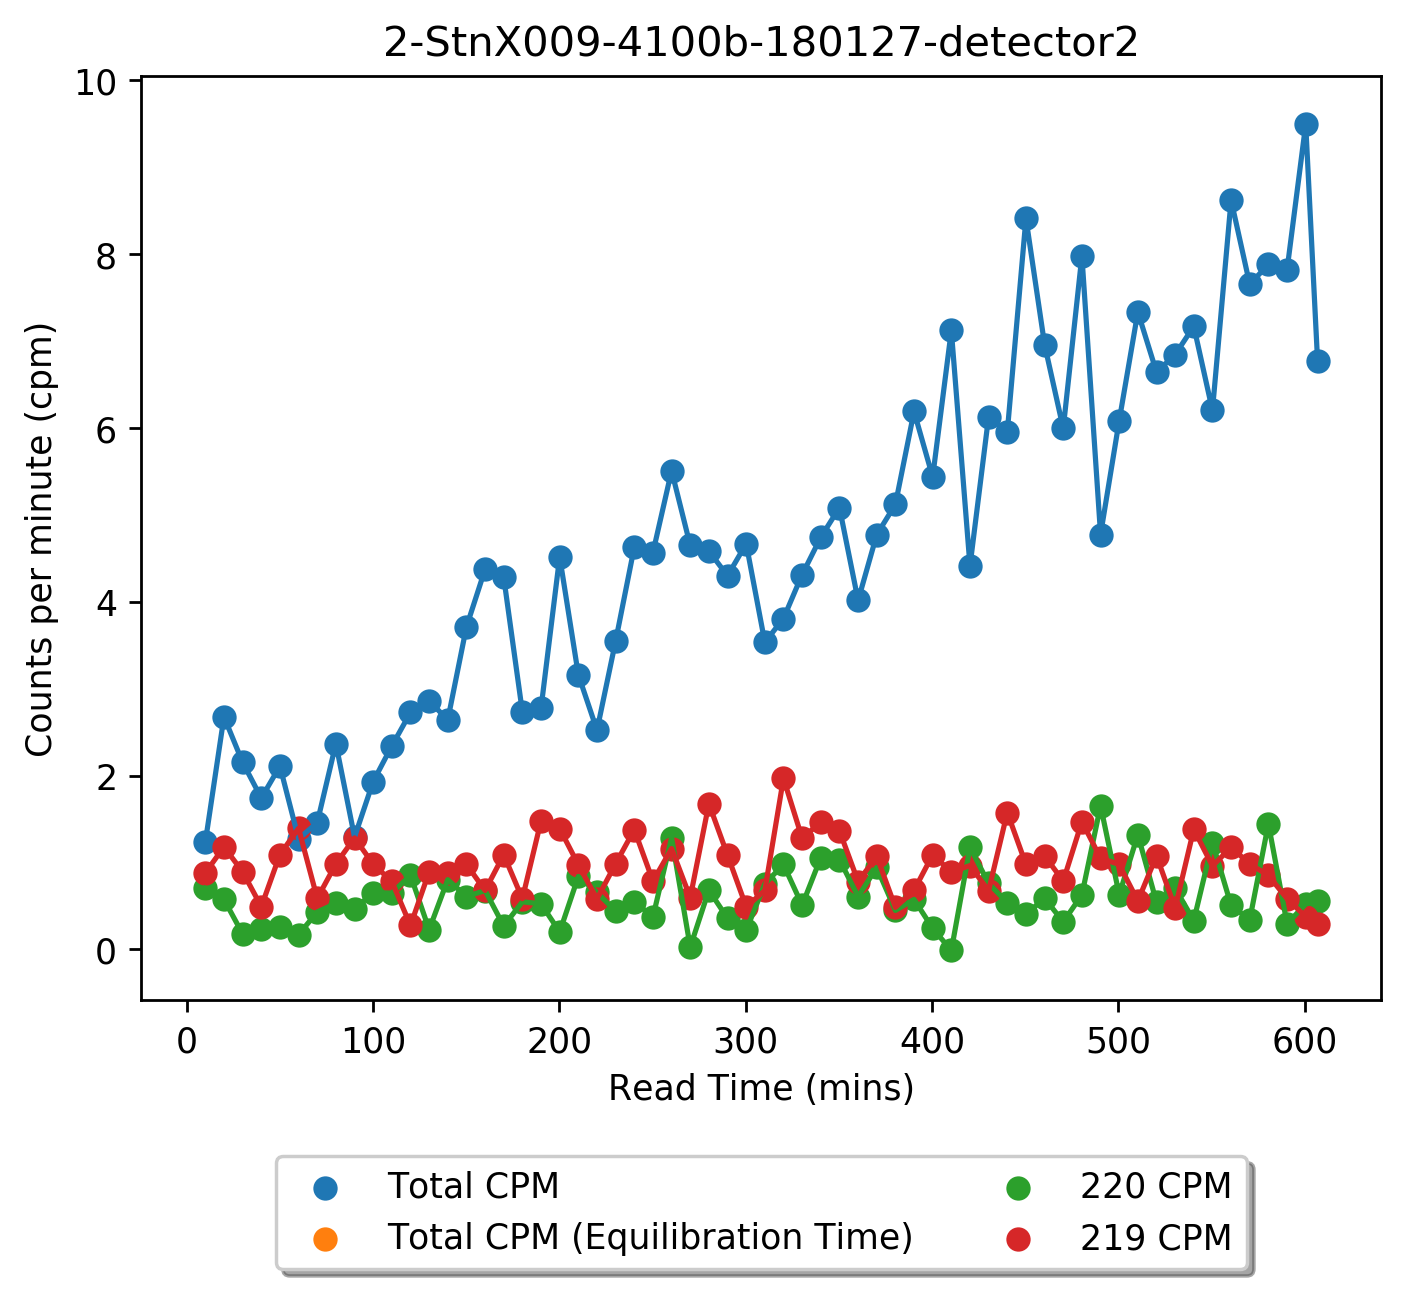 2-StnX009-4100b-180127-detector2
10
8
6
4
2
0
Counts per minute (cpm)
0 100 200 300 400 500 600
Read Time (mins)
Total CPM
Total CPM (Equilibration Time)
220 CPM
219 CPM